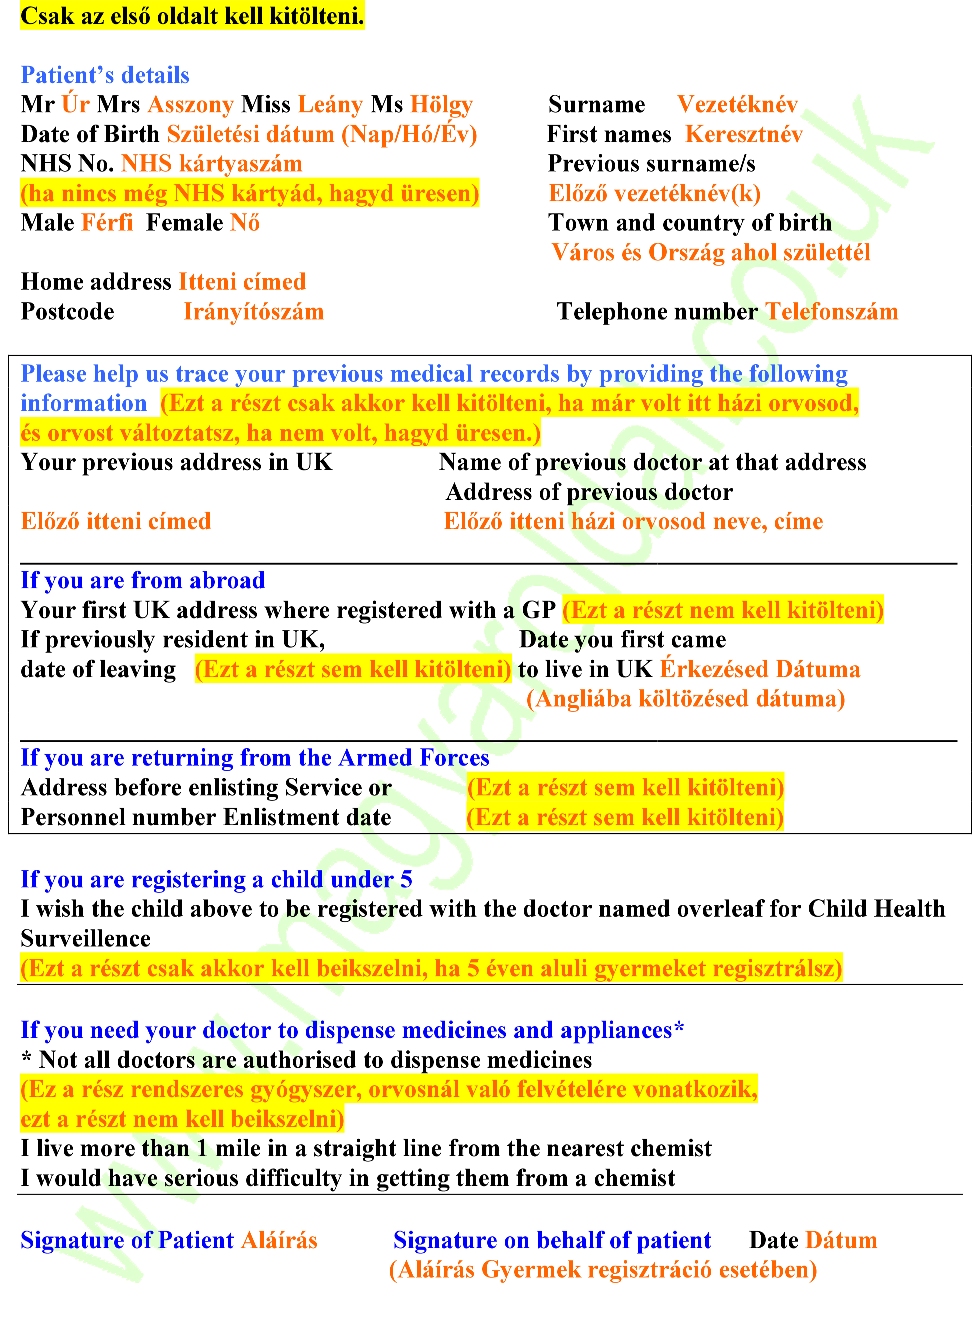 Csak az első oldalt kell kitölteni.
Patient's details
Mr Úr Mrs Asszony Miss Leány Ms Hölgy Surname Vezetéknév
Date of Birth Születési dátum (Nap/Hó/Év) First names Keresztnév
NHS No. NHS kártyaszám Previous surname/s
(ha nincs még NHS kártyád, hagyd üresen) Előző vezetéknév(k)
Male Férfi Female Nő Town and country of birth
Város és Ország ahol születtél
Home address Itteni címed
Postcode Irányítószám Telephone number Telefonszám
Please help us trace your previous medical records by providing the following
information (Ezt a részt csak akkor kell kitölteni, ha már volt itt házi orvosod,
és orvost változtatsz, ha nem volt, hagyd üresen.)
Your previous address in UK Name of previous doctor at that address
Address of previous doctor
Előző itteni címed Előző itteni házi orvosod neve, címe
If you are from abroad
Your first UK address where registered with a GP (Ezt a részt nem kell kitölteni)
If previously resident in UK, Date you first came
date of leaving (Ezt a részt sem kell kitölteni) to live in UK Érkezésed Dátuma
(Angliába költözésed dátuma)
If you are returning from the Armed Forces
Address before enlisting Service or (Ezt a részt sem kell kitölteni)
Personnel number Enlistment date (Ezt a részt sem kell kitölteni)
If you are registering a child under 5
I wish the child above to be registered with the doctor named overleaf for Child Health
Surveillence
(Ezt a részt csak akkor kell beikszelni, ha 5 éven aluli gyermeket regisztrálsz)
If you need your doctor to dispense medicines and appliances*
* Not all doctors are authorised to dispense medicines
(Ez a rész rendszeres gyógyszer, orvosnál való felvételére vonatkozik,
ezt a részt nem kell beikszelni)
I live more than 1 mile in a straight line from the nearest chemist
I would have serious difficulty in getting them from a chemist
Signature of Patient Aláírás Signature on behalf of patient Date Dátum
(Aláírás Gyermek regisztráció esetében)
www.magyaroldal.co.uk